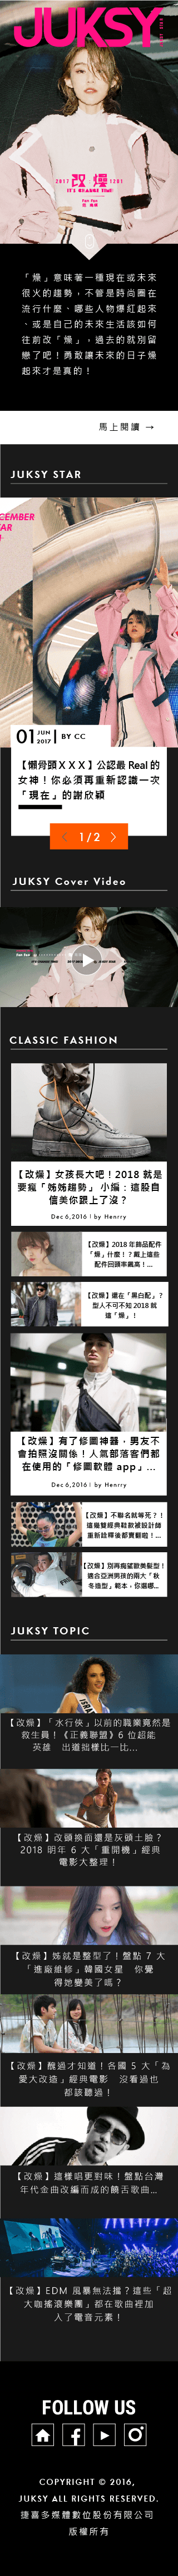 JUKSY
改燥
2017
1201
IT'S CHANGE TIME!
Pan Pan
「燥」意味著一種現在或未來
很火的趨勢，不管是時尚圈在
流行什麼、哪些人物爆紅起來
、或是自己的未來生活該如何
往前改「燥」，過去的就別留
戀了吧！勇敢讓未來的日子燥
起來才是真的！
馬上閱讀 →
JUKSY STAR
CEMBER
01 JUN 2017 | BY CC
【懶骨頭ＸＸＸ】公認最 Real 的
女神！你必須再重新認識一次
「現在」的謝欣穎
1/2
JUKSY Cover Video
CLASSIC FASHION
【改燥】女孩長大吧！2018 就是
要瘋「姊姊趨勢」 小編：這股自
信美你跟上了沒？
Dec 6,2016 | by Henrry
【改燥】2018 年飾品配件
「燥」什麼！？戴上這些
配件回頭率飆高！...
【改燥】還在「黑白配」？
型人不可不知 2018 就
這「燥」！
【改燥】有了修圖神器，男友不
會拍照沒關係！人氣部落客們都
在使用的「修圖軟體 app」...
Dec 6,2016 | by Henrry
【改燥】不聯名就等死？！
這幾雙經典鞋款被設計師
重新詮釋後都賣翻啦！...
【改燥】別再痴望歐美髮型！
適合亞洲男孩的兩大「秋
冬造型」範本，你選哪...
JUKSY TOPIC
ISRAEL
【改燥】「水行俠」以前的職業竟然是
救生員！《正義聯盟》6 位超能
英雄 出道拙樣比一比...
【改燥】改頭換面還是灰頭土臉？
2018 明年 6 大「重開機」經典
電影大整理！
【改燥】姊就是整型了！盤點 7 大
「進廠維修」韓國女星 你覺
得她變美了嗎？
【改燥】醜過才知道！各國 5 大「為
愛大改造」經典電影 沒看過也
都該聽過！
【改燥】這樣唱更對味！盤點台灣
年代金曲改編而成的饒舌歌曲...
【改燥】EDM 風暴無法擋？這些「超
大咖搖滾樂團」都在歌曲裡加
入了電音元素！
FOLLOW US
COPYRIGHT © 2016,
JUKSY ALL RIGHTS RESERVED.
捷喜多媒體數位股份有限公司
版權所有